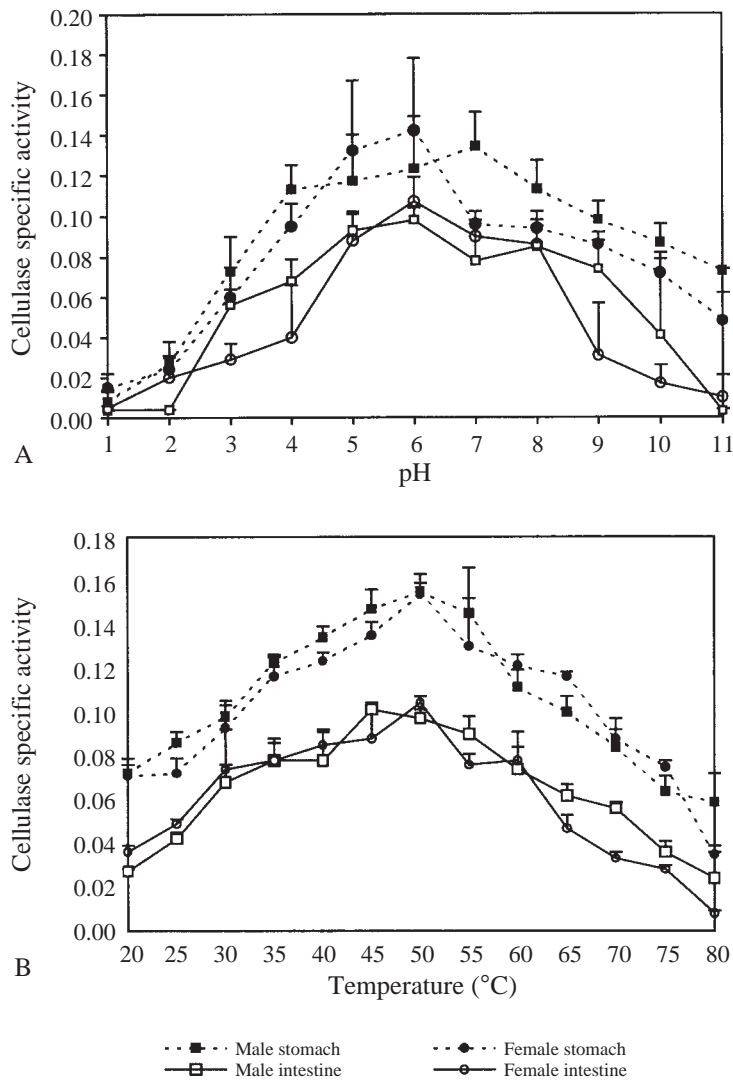 0.20
0.18
0.16
0.14
0.12
0.10
0.08
0.06
0.04
0.02
0.00
Cellulase specific activity
1 2 3 4 5 6 7 8 9 10 11
pH
A
0.18
0.16
0.14
0.12
0.10
0.08
0.06
0.04
0.02
0.00
Cellulase specific activity
20 25 30 35 40 45 50 55 60 65 70 75 80
Temperature (°C)
B
Male stomach Female stomach
Male intestine Female intestine